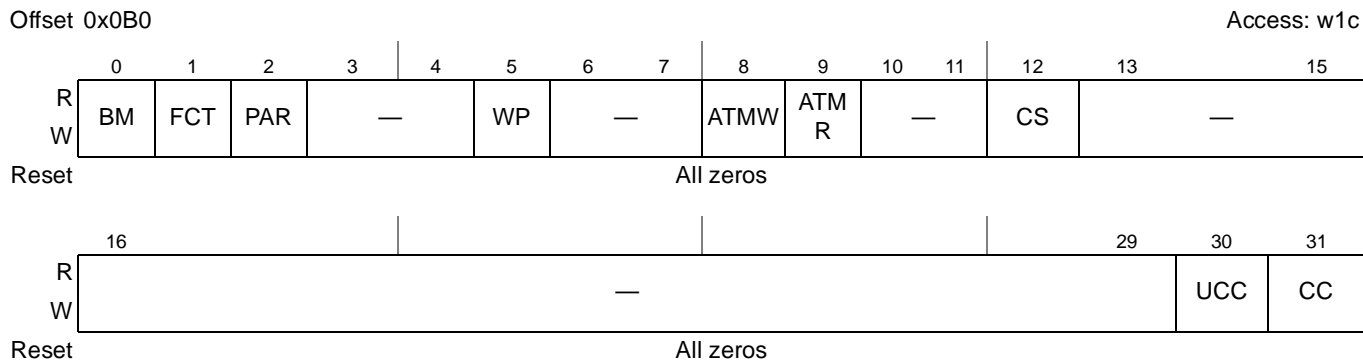 Offset 0x0B0 Access: w1c
0 1 2 3 4 5 6 7 8 9 10 11 12 13 15
R
W
BM FCT PAR — WP — ATMW ATM
R — CS —
Reset All zeros
16 29 30 31
R
W
— UCC CC
Reset All zeros